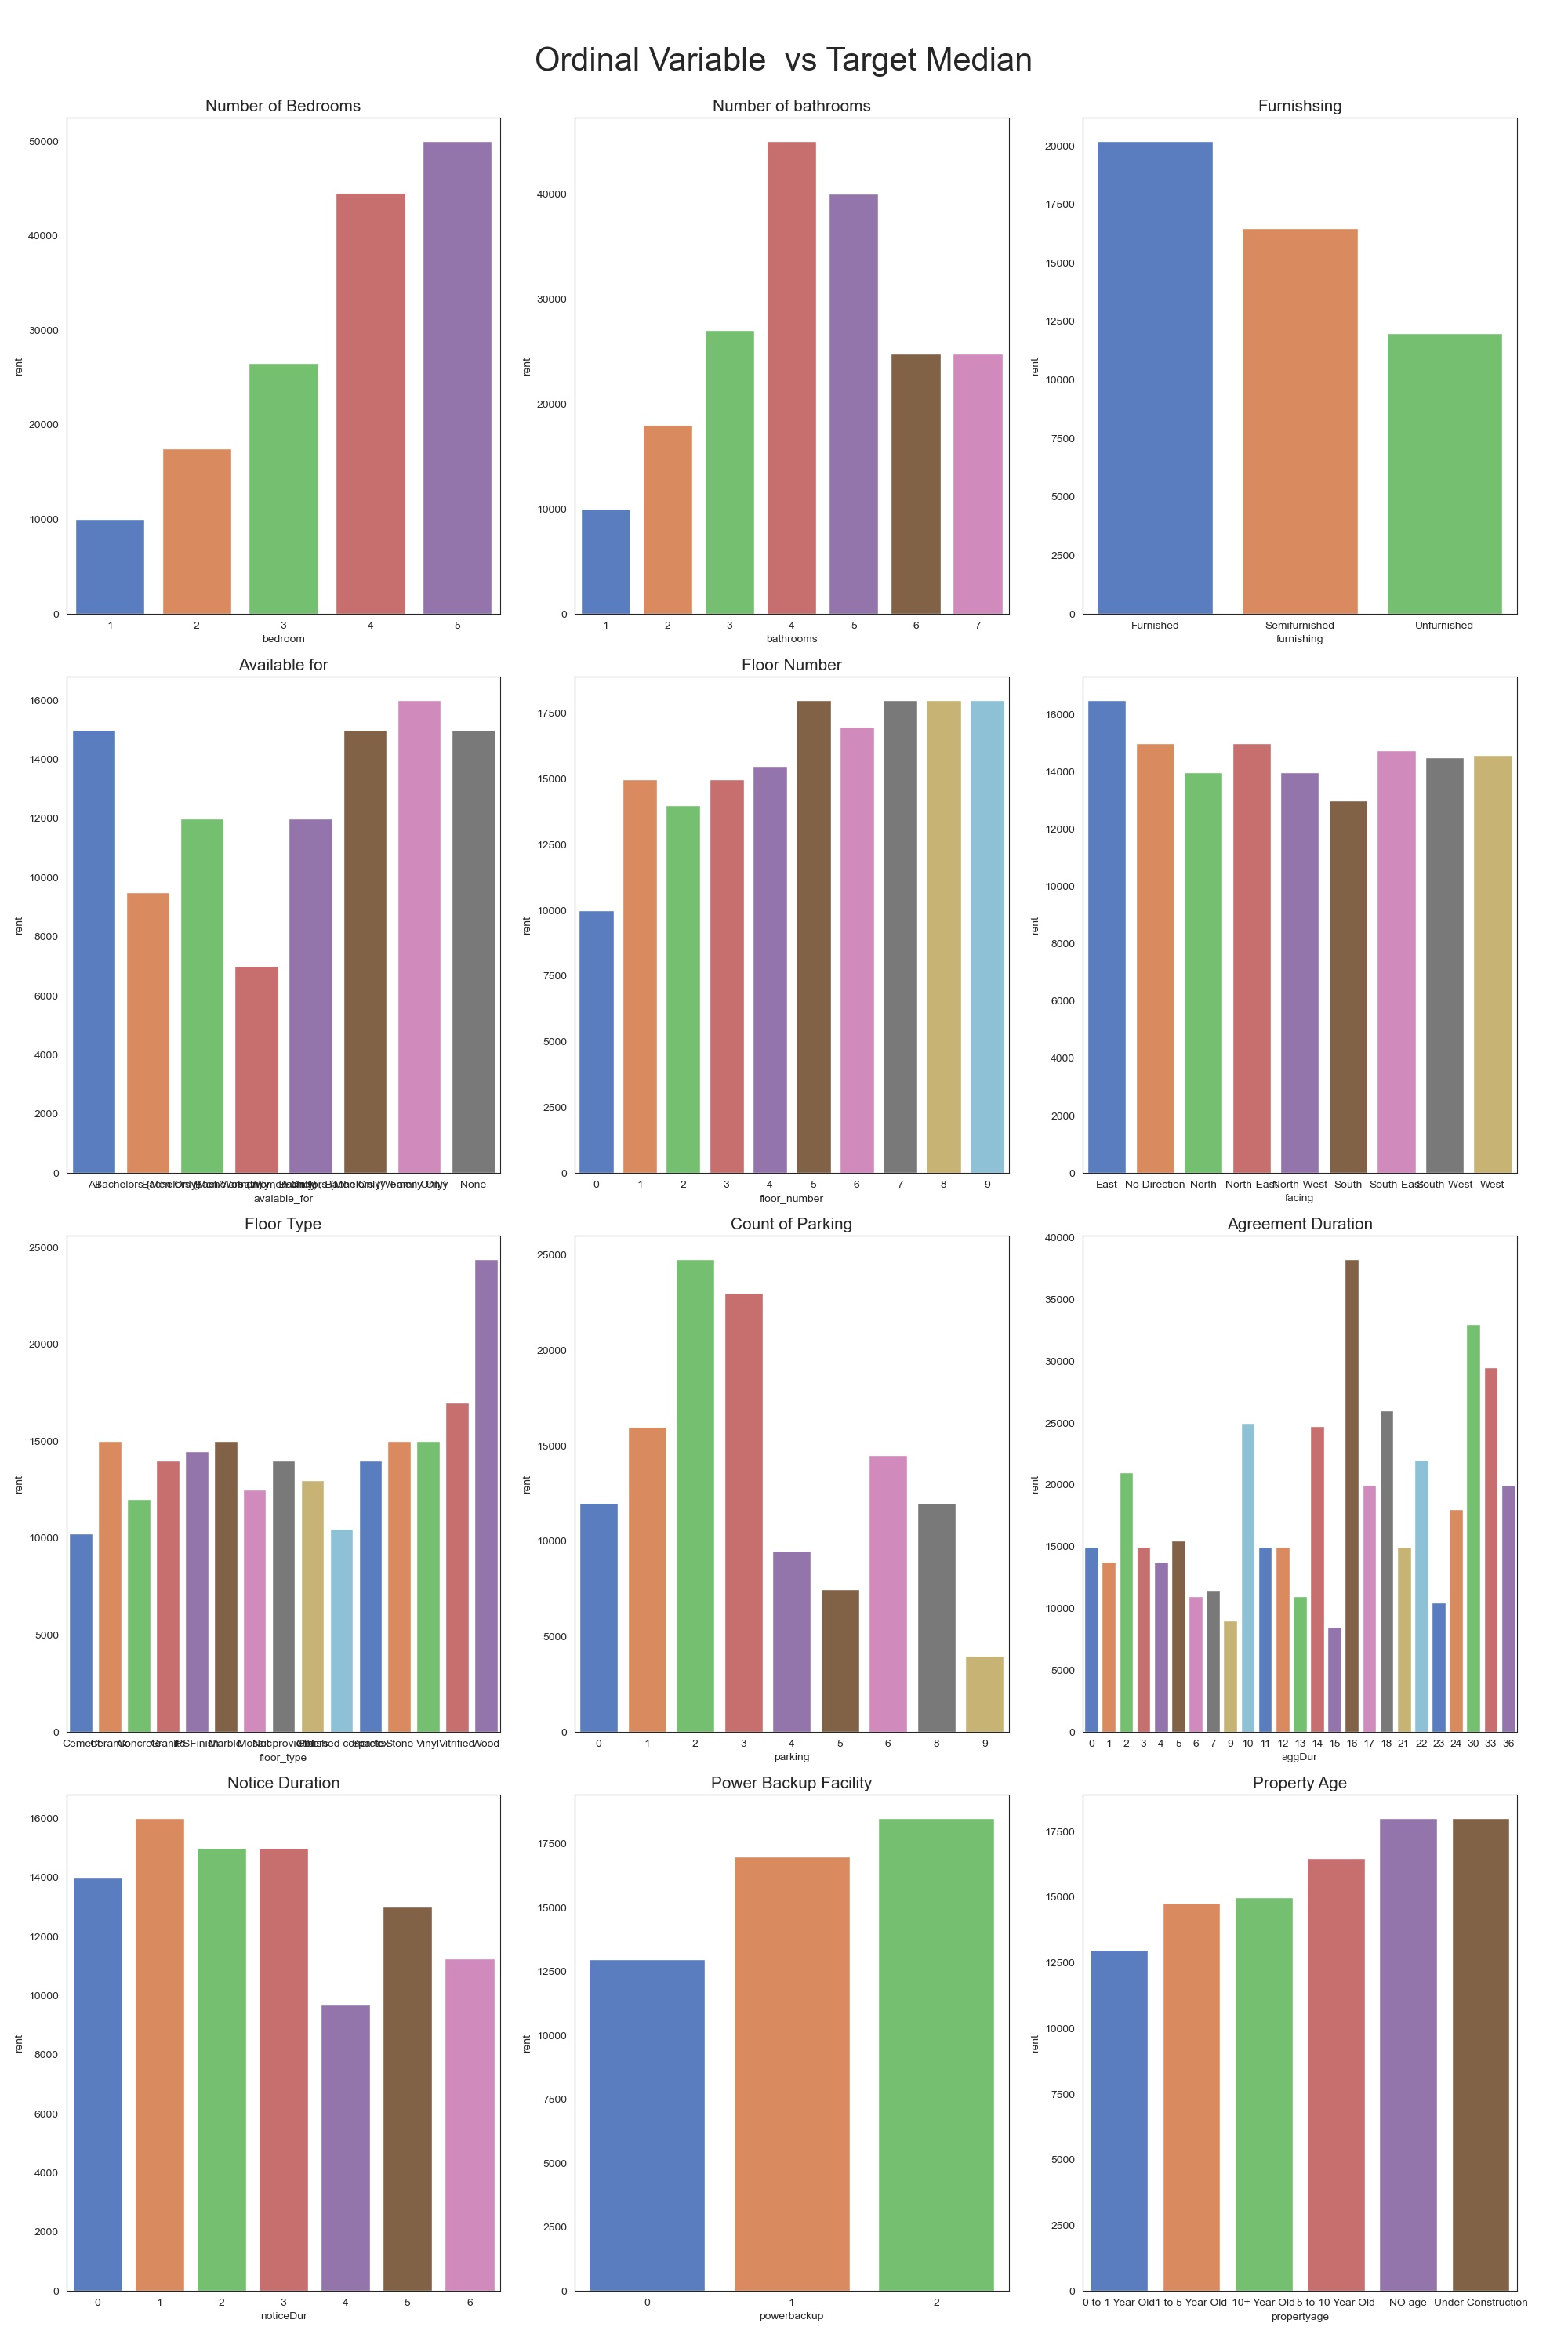 Ordinal Variable  vs Target Median
Number of Bedrooms
50000
40000
30000
20000
10000
0
rent
1 2 3 4 5
bedroom
Number of bathrooms
40000
30000
20000
10000
0
rent
1 2 3 4 5 6 7
bathrooms
Furnishsing
20000
17500
15000
12500
10000
7500
5000
2500
0
rent
Furnished Semifurnished Unfurnished
furnishing
Available for
16000
14000
12000
10000
8000
6000
4000
2000
0
rent
All None
avalable_for
Floor Number
17500
15000
12500
10000
7500
5000
2500
0
rent
0 1 2 3 4 5 6 7 8 9
floor_number
16000
14000
12000
10000
8000
6000
4000
2000
0
rent
East No Direction North North-East North-West South South-East South-West West
facing
Floor Type
25000
20000
15000
10000
5000
0
rent
Cement Ceramic Concrete Granite IPSFinish Marble Mosaic Stone Vinyl Vitrified Wood
floor_type
Count of Parking
25000
20000
15000
10000
5000
0
rent
0 1 2 3 4 5 6 8 9
parking
Agreement Duration
40000
35000
30000
25000
20000
15000
10000
5000
0
rent
0 1 2 3 4 5 6 7 9 10 11 12 13 14 15 16 17 18 21 22 23 24 30 33 36
aggDur
Notice Duration
16000
14000
12000
10000
8000
6000
4000
2000
0
rent
0 1 2 3 4 5 6
noticeDur
Power Backup Facility
17500
15000
12500
10000
7500
5000
2500
0
rent
0 1 2
powerbackup
Property Age
17500
15000
12500
10000
7500
5000
2500
0
rent
0 to 1 Year Old 1 to 5 Year Old 10+ Year Old 5 to 10 Year Old NO age Under Construction
propertyage